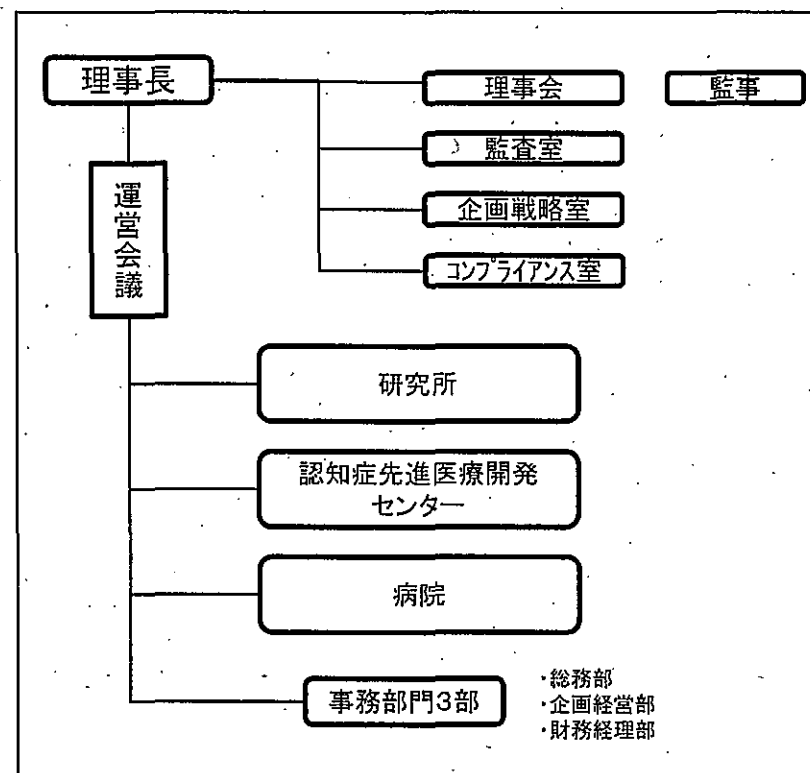 理事長
理事会
監事
監査室
企画戦略室
コンプライアンス室
運営会議
研究所
認知症先進医療開発
センター
病院
事務部門3部
・総務部
・企画経営部
・財務経理部